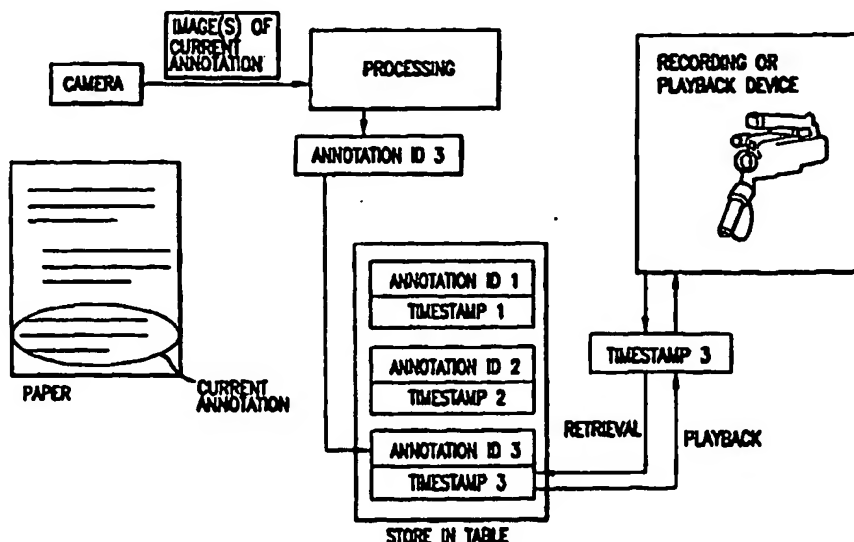 IMAGE(S) OF
CURRENT
ANNOTATION
CAMERA
PROCESSING
RECORDING OR
PLAYBACK DEVICE
ANNOTATION ID 3
ANNOTATION ID 1
TIMESTAMP 1
ANNOTATION ID 2
TIMESTAMP 2
ANNOTATION ID 3
TIMESTAMP 3
TIMESTAMP 3
RETRIEVAL
PLAYBACK
PAPER
CURRENT
ANNOTATION
STORE IN TABLE